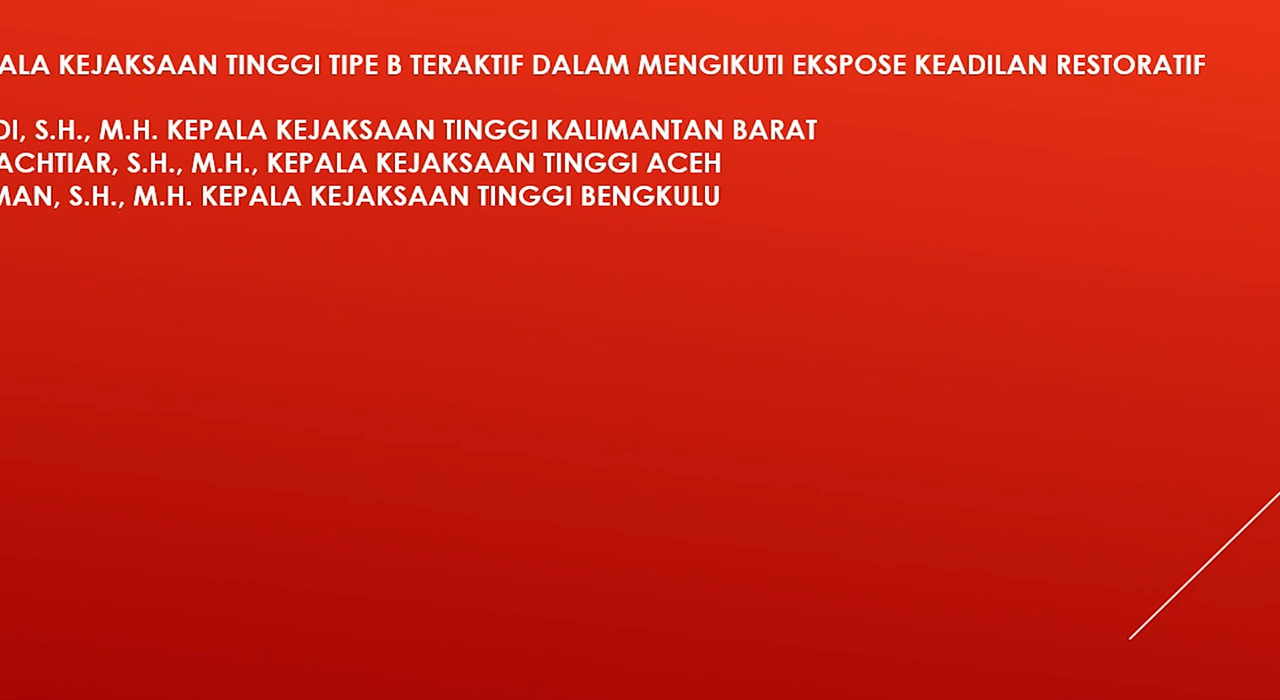 ALA KEJAKSAAN TINGGI TIPE B TERAKTIF DALAM MENGIKUTI EKSPOSE KEADILAN RESTORATIF
DI, S.H., M.H. KEPALA KEJAKSAAN TINGGI KALIMANTAN BARAT
ACHTIAR, S.H., M.H., KEPALA KEJAKSAAN TINGGI ACEH
MAN, S.H., M.H. KEPALA KEJAKSAAN TINGGI BENGKULU